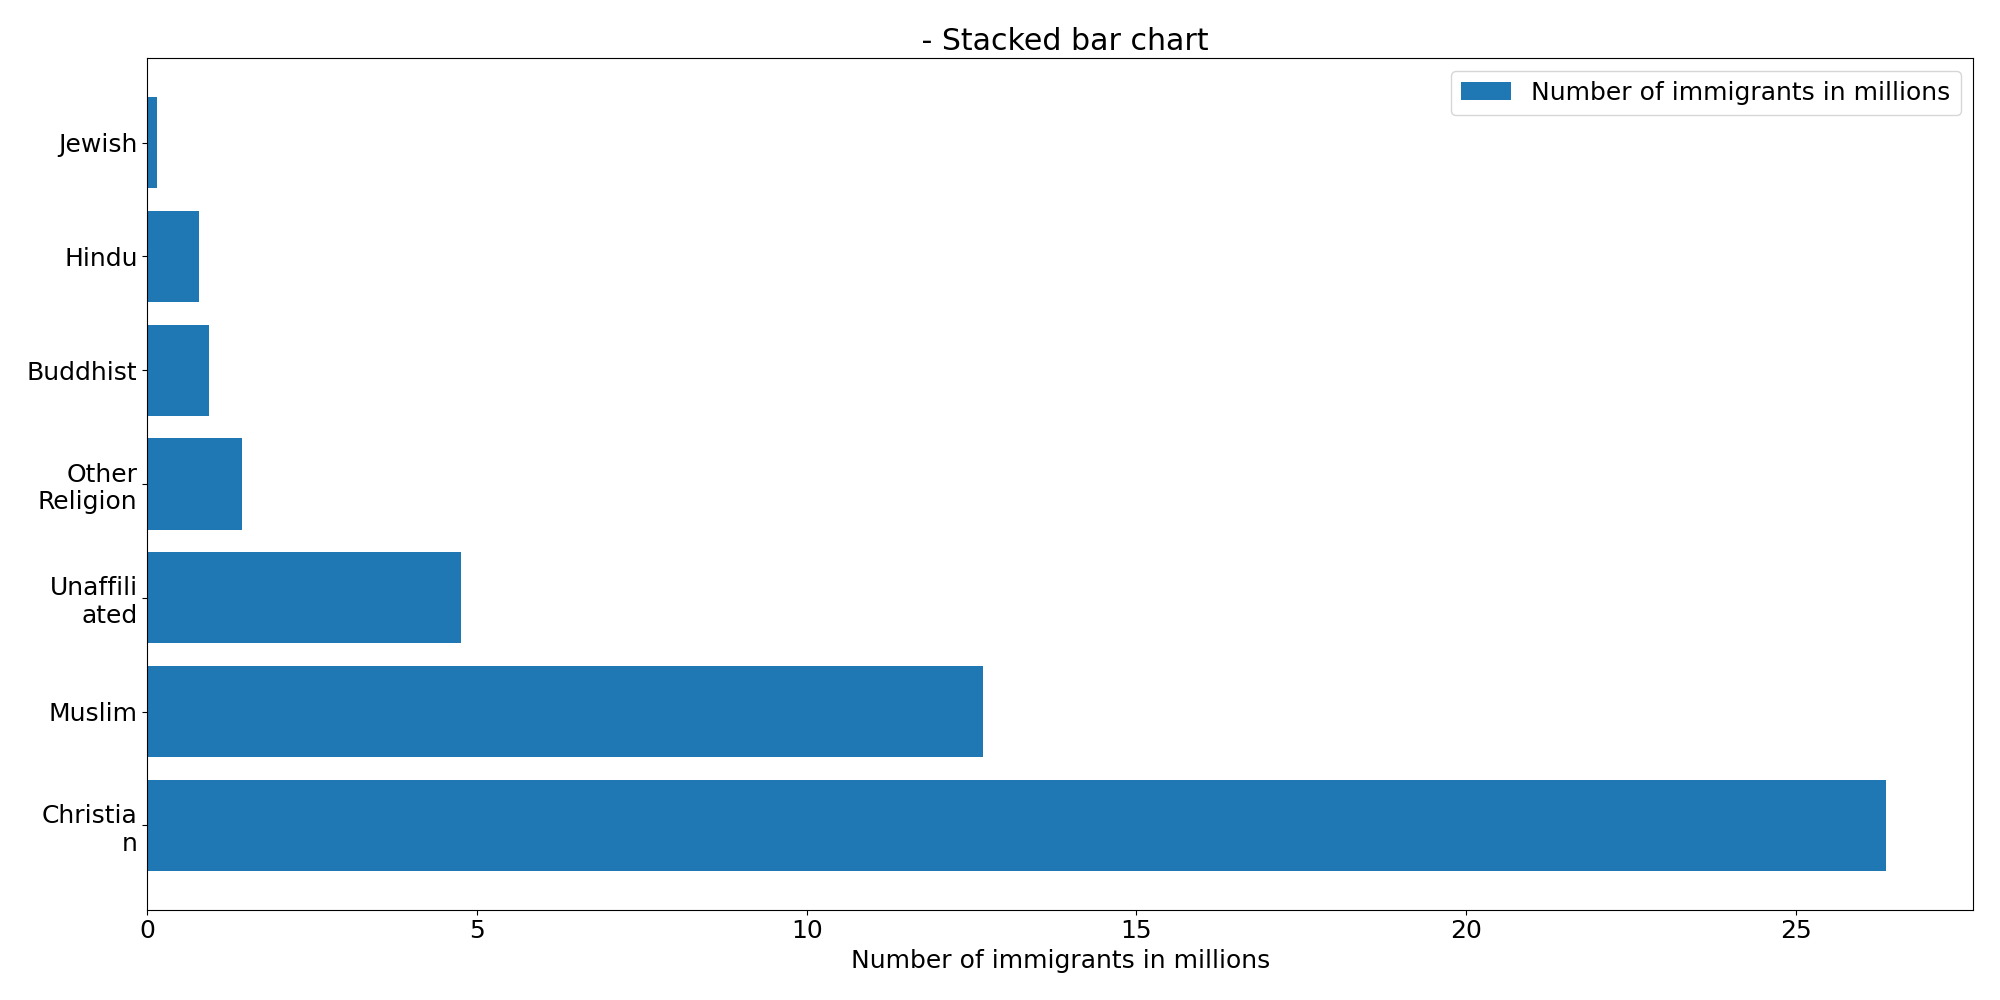 - Stacked bar chart
Number of immigrants in millions
Jewish
Hindu
Buddhist
Other
Religion
Unaffili
ated
Muslim
Christia
n
0 5 10 15 20 25
Number of immigrants in millions